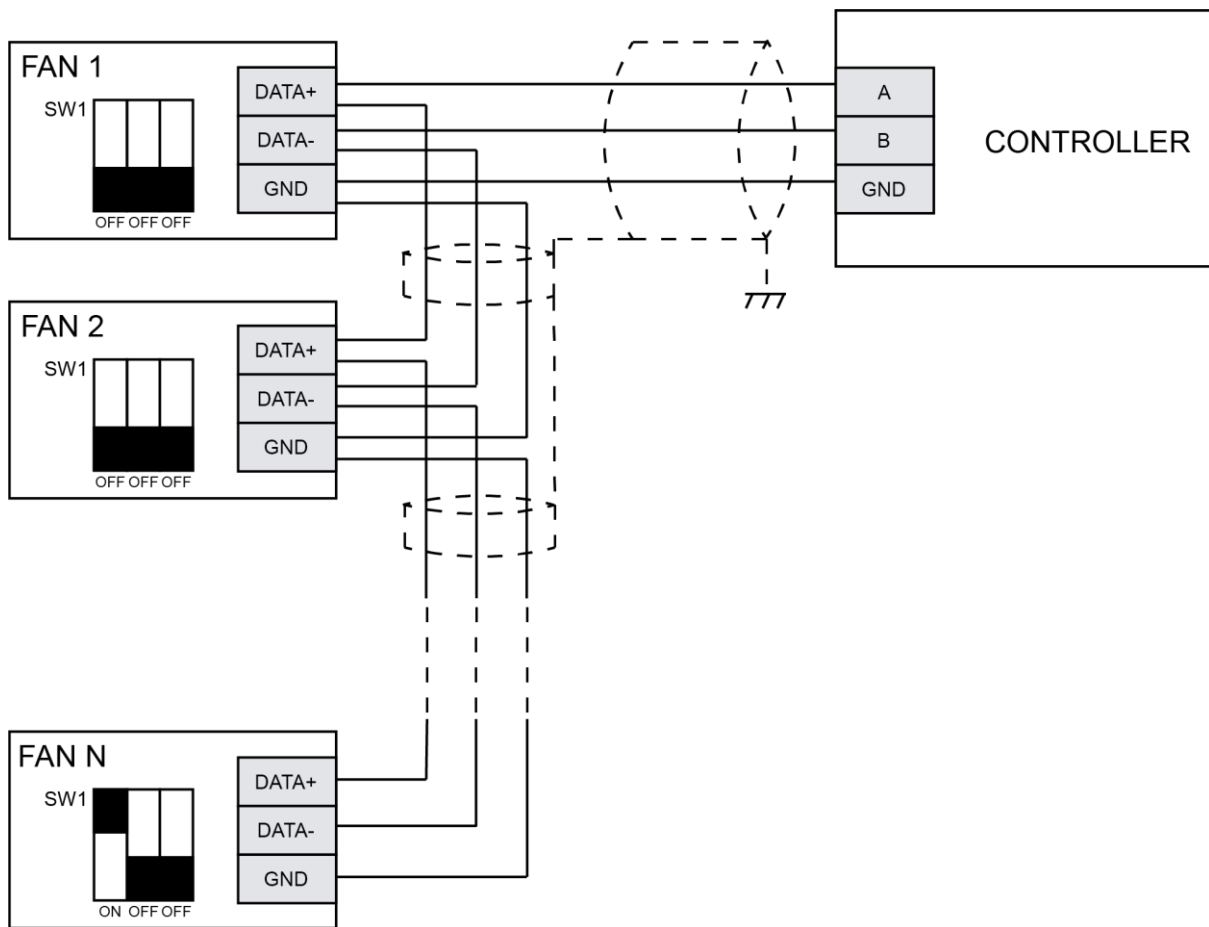 FAN 1
SW1
OFF OFF OFF
DATA+
DATA-
GND
A
B
GND
CONTROLLER
FAN 2
SW1
OFF OFF OFF
DATA+
DATA-
GND
FAN N
SW1
ON OFF OFF
DATA+
DATA-
GND